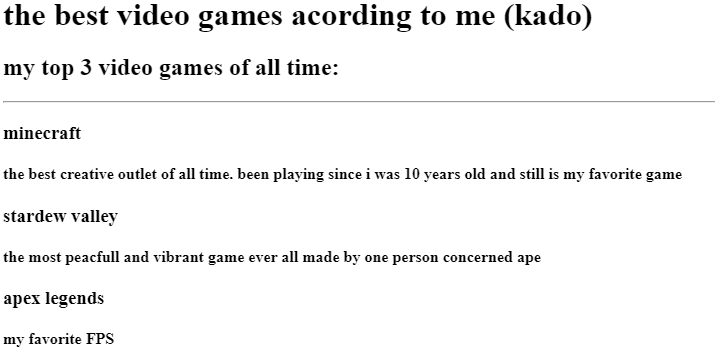 the best video games acording to me (kado)
my top 3 video games of all time:
minecraft
the best creative outlet of all time. been playing since i was 10 years old and still is my favorite game
stardew valley
the most peacfull and vibrant game ever all made by one person concerned ape
apex legends
my favorite FPS